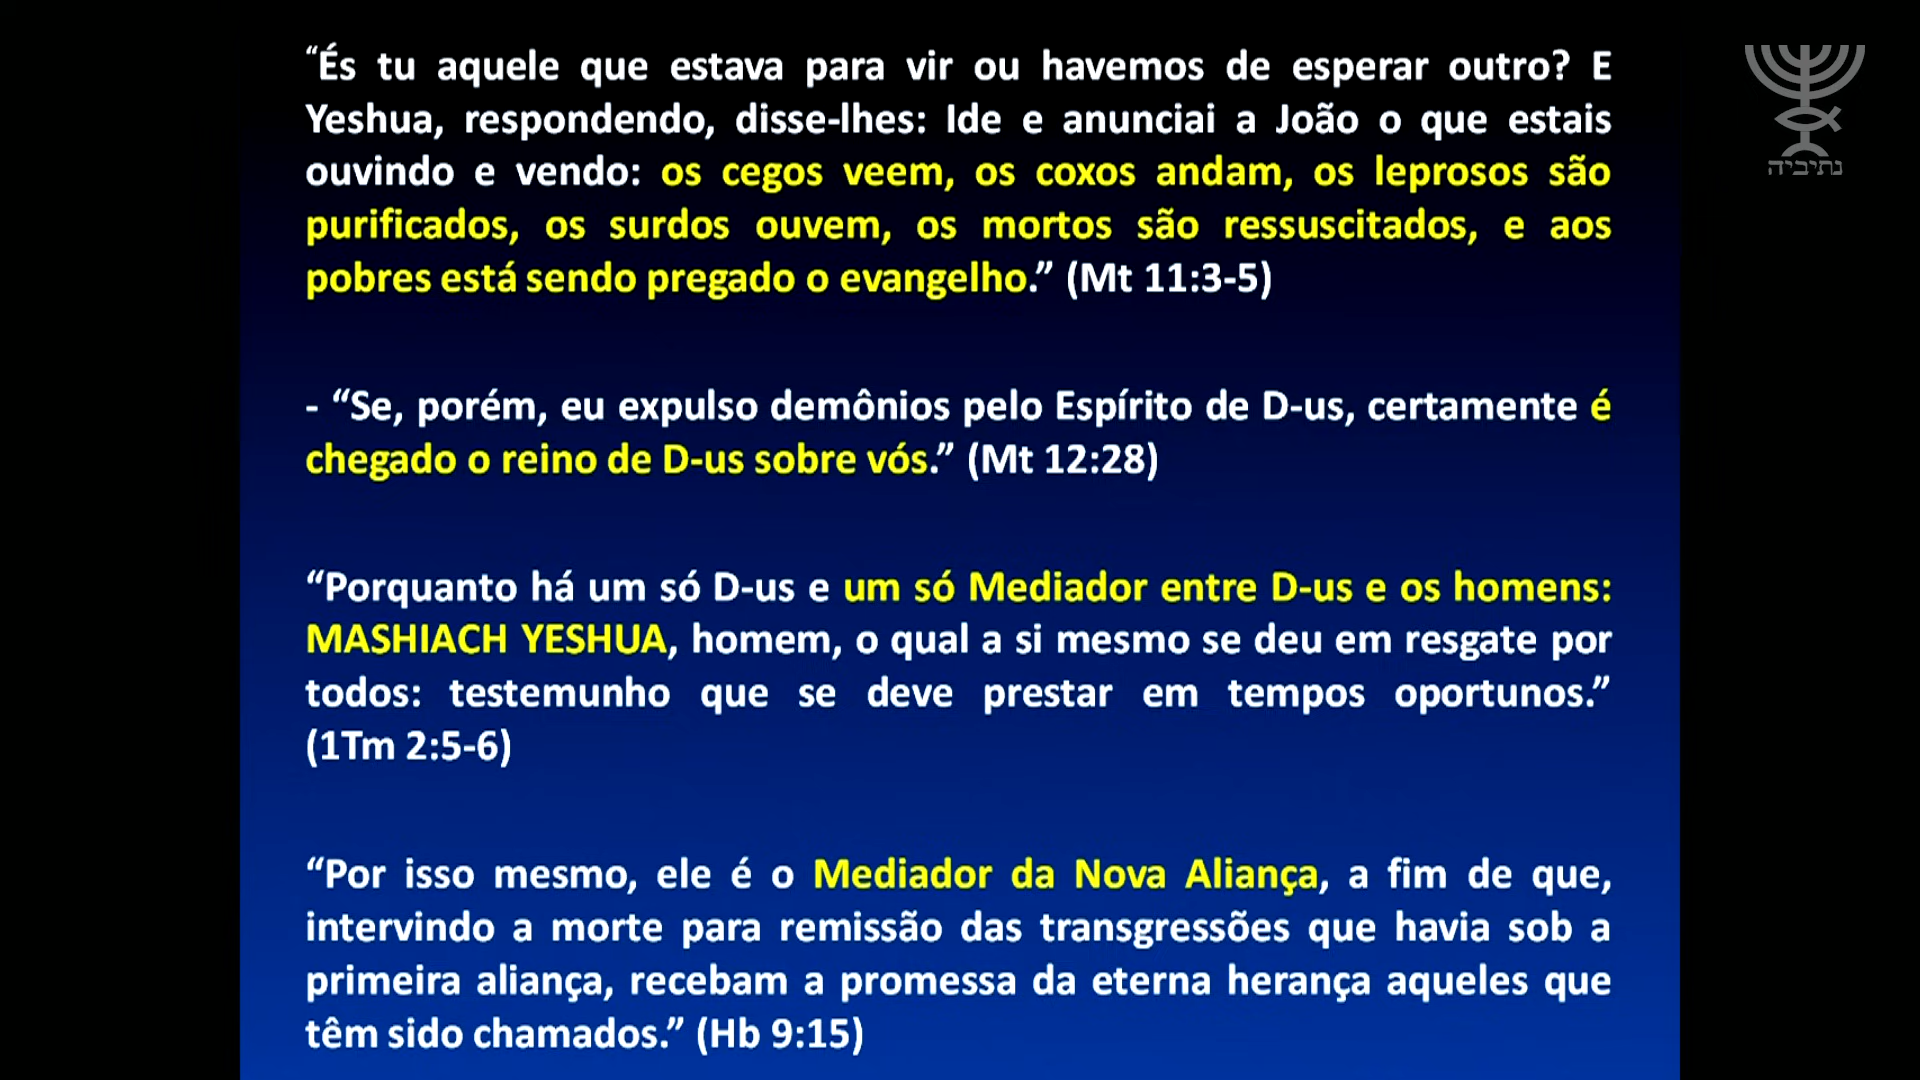 “És tu aquele que estava para vir ou havemos de esperar outro? E
Yeshua, respondendo, disse-lhes: Ide e anunciai a João o que estais
ouvindo e vendo: os cegos veem, os coxos andam, os leprosos são
purificados, os surdos ouvem, os mortos são ressuscitados, e aos
pobres está sendo pregado o evangelho.” (Mt 11:3-5)
- “Se, porém, eu expulso demônios pelo Espírito de D-us, certamente é
chegado o reino de D-us sobre vós.” (Mt 12:28)
“Porquanto há um só D-us e um só Mediador entre D-us e os homens:
MASHIACH YESHUA, homem, o qual a si mesmo se deu em resgate por
todos: testemunho que se deve prestar em tempos oportunos.”
(1Tm 2:5-6)
“Por isso mesmo, ele é o Mediador da Nova Aliança, a fim de que,
intervindo a morte para remissão das transgressões que havia sob a
primeira aliança, recebam a promessa da eterna herança aqueles que
têm sido chamados.” (Hb 9:15)
נתיביה